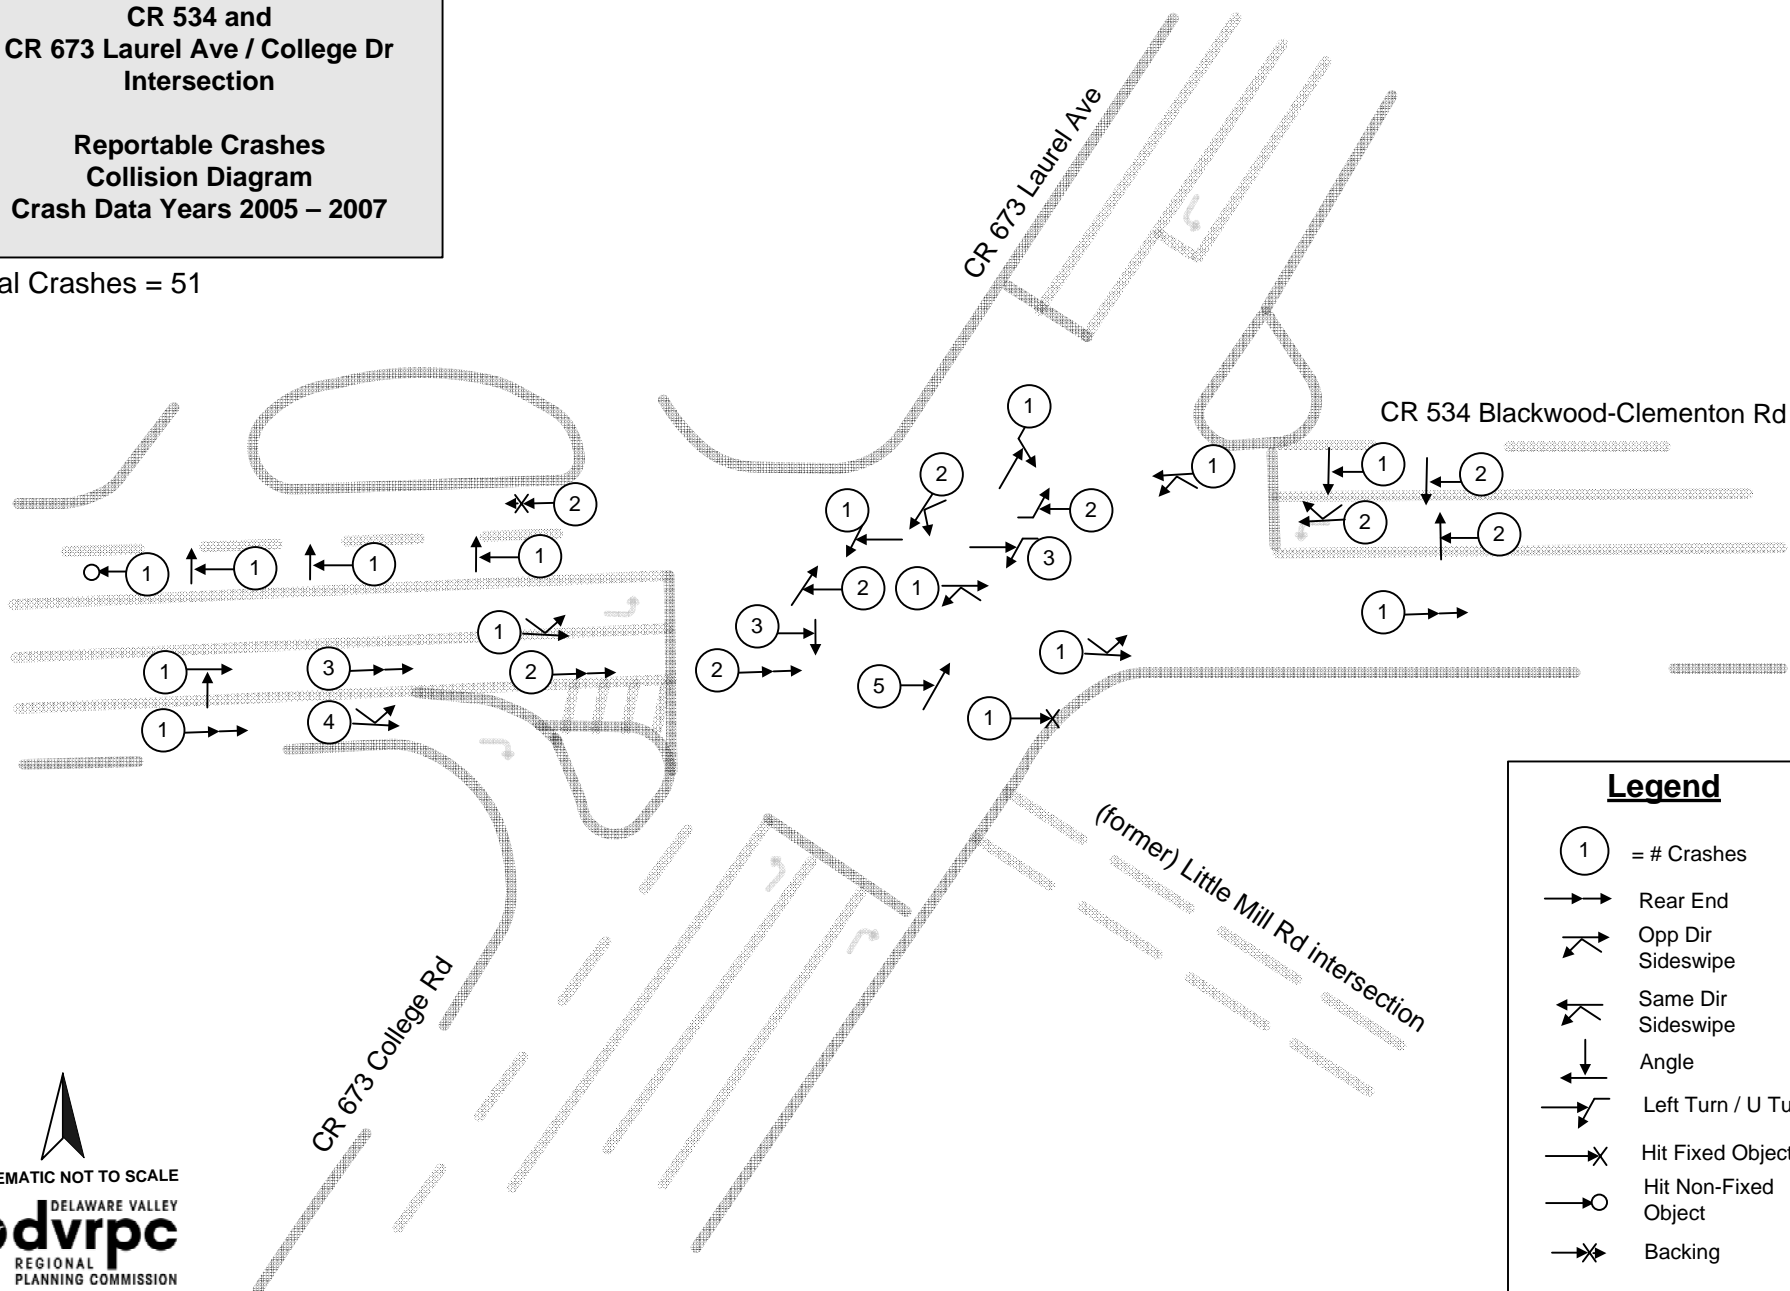 CR 534 and
CR 673 Laurel Ave / College Dr
Intersection
Reportable Crashes
Collision Diagram
Crash Data Years 2005 – 2007
al Crashes = 51
CR 673 Laurel Ave
CR 534 Blackwood-Clementon Rd
1
2
1
1
1
2
1
2
2
2
2
1
3
1
1
1
1
2
1
1
3
1
1
1
3
2
2
5
1
4
1
(former) Little Mill Rd intersection
CR 673 College Rd
Legend
1 = # Crashes
Rear End
Opp Dir
Sideswipe
Same Dir
Sideswipe
Angle
Left Turn / U Tu
Hit Fixed Object
Hit Non-Fixed
Object
Backing
EMATIC NOT TO SCALE
DELAWARE VALLEY
dvrpc
REGIONAL
PLANNING COMMISSION